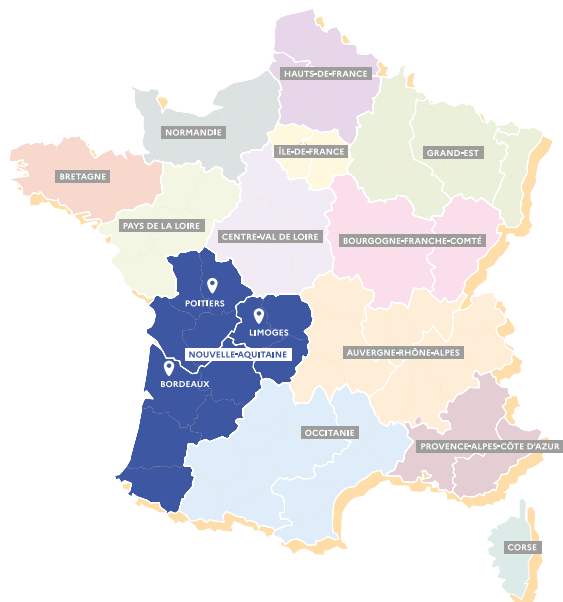 HAUTS-DE-FRANCE
NORMANDIE
ÎLE-DE-FRANCE
GRAND-EST
BRETAGNE
PAYS DE LA LOIRE
CENTRE-VAL DE LOIRE
BOURGOGNE-FRANCHE-COMTÉ
POITIERS
LIMOGES
NOUVELLE-AQUITAINE
AUVERGNE-RHÔNE-ALPES
BORDEAUX
OCCITANIE
PROVENCE-ALPES-CÔTE D'AZUR
CORSE